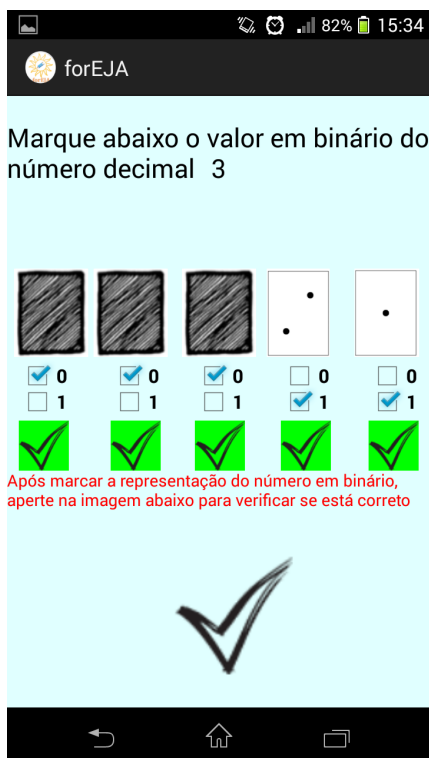 82% 15:34
forEJA
Marque abaixo o valor em binário do
número decimal 3
0 0 0 0 0
1 1 1 1 1
Após marcar a representação do número em binário,
aperte na imagem abaixo para verificar se está correto